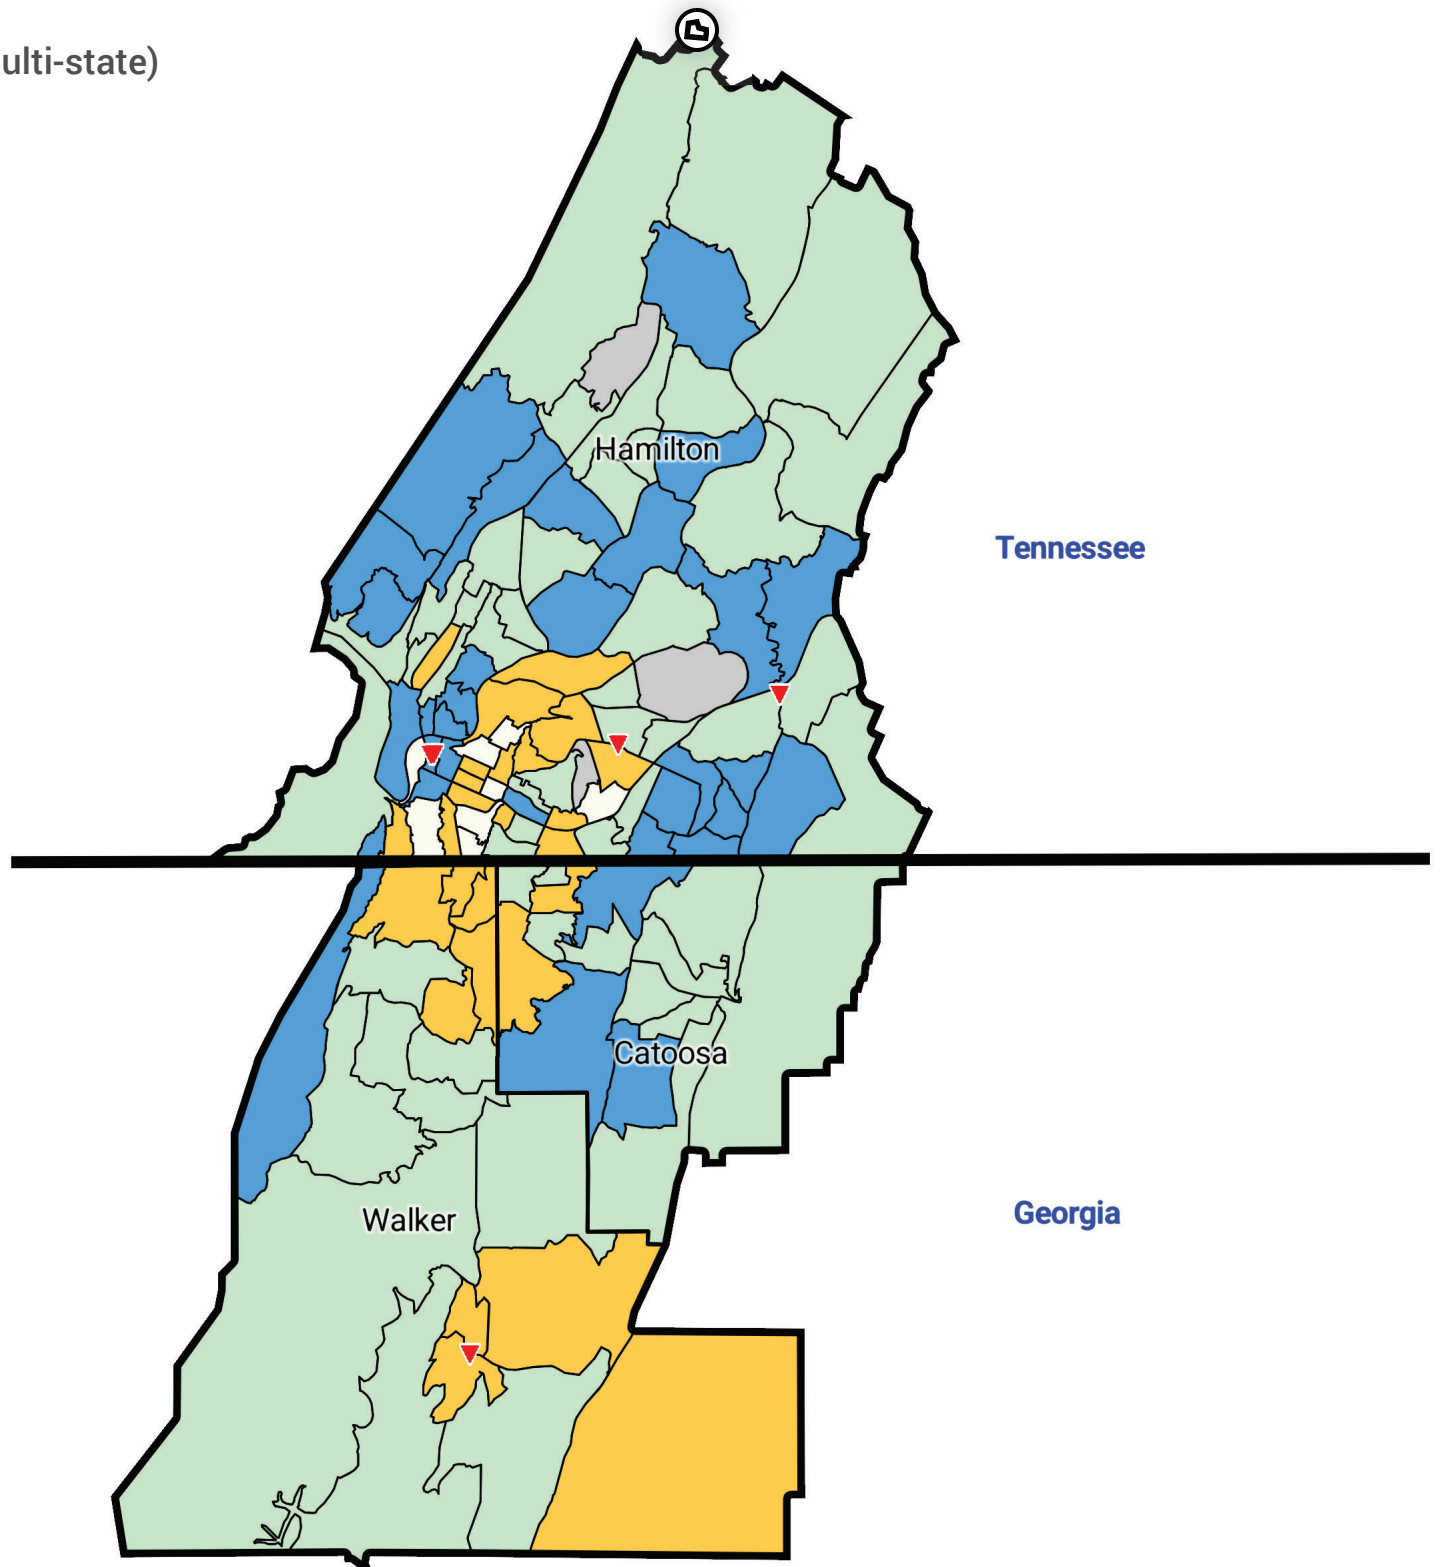 ulti-state)
Hamilton
Tennessee
Catoosa
Georgia
Walker